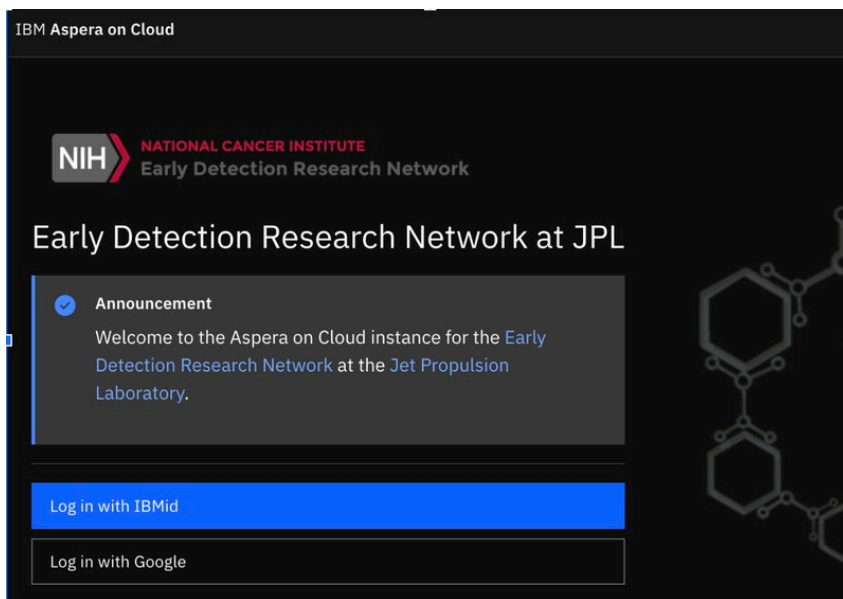 IBM Aspera on Cloud
NIH
NATIONAL CANCER INSTITUTE
Early Detection Research Network
Early Detection Research Network at JPL
Announcement
Welcome to the Aspera on Cloud instance for the Early
Detection Research Network at the Jet Propulsion
Laboratory.
Log in with IBMid
Log in with Google